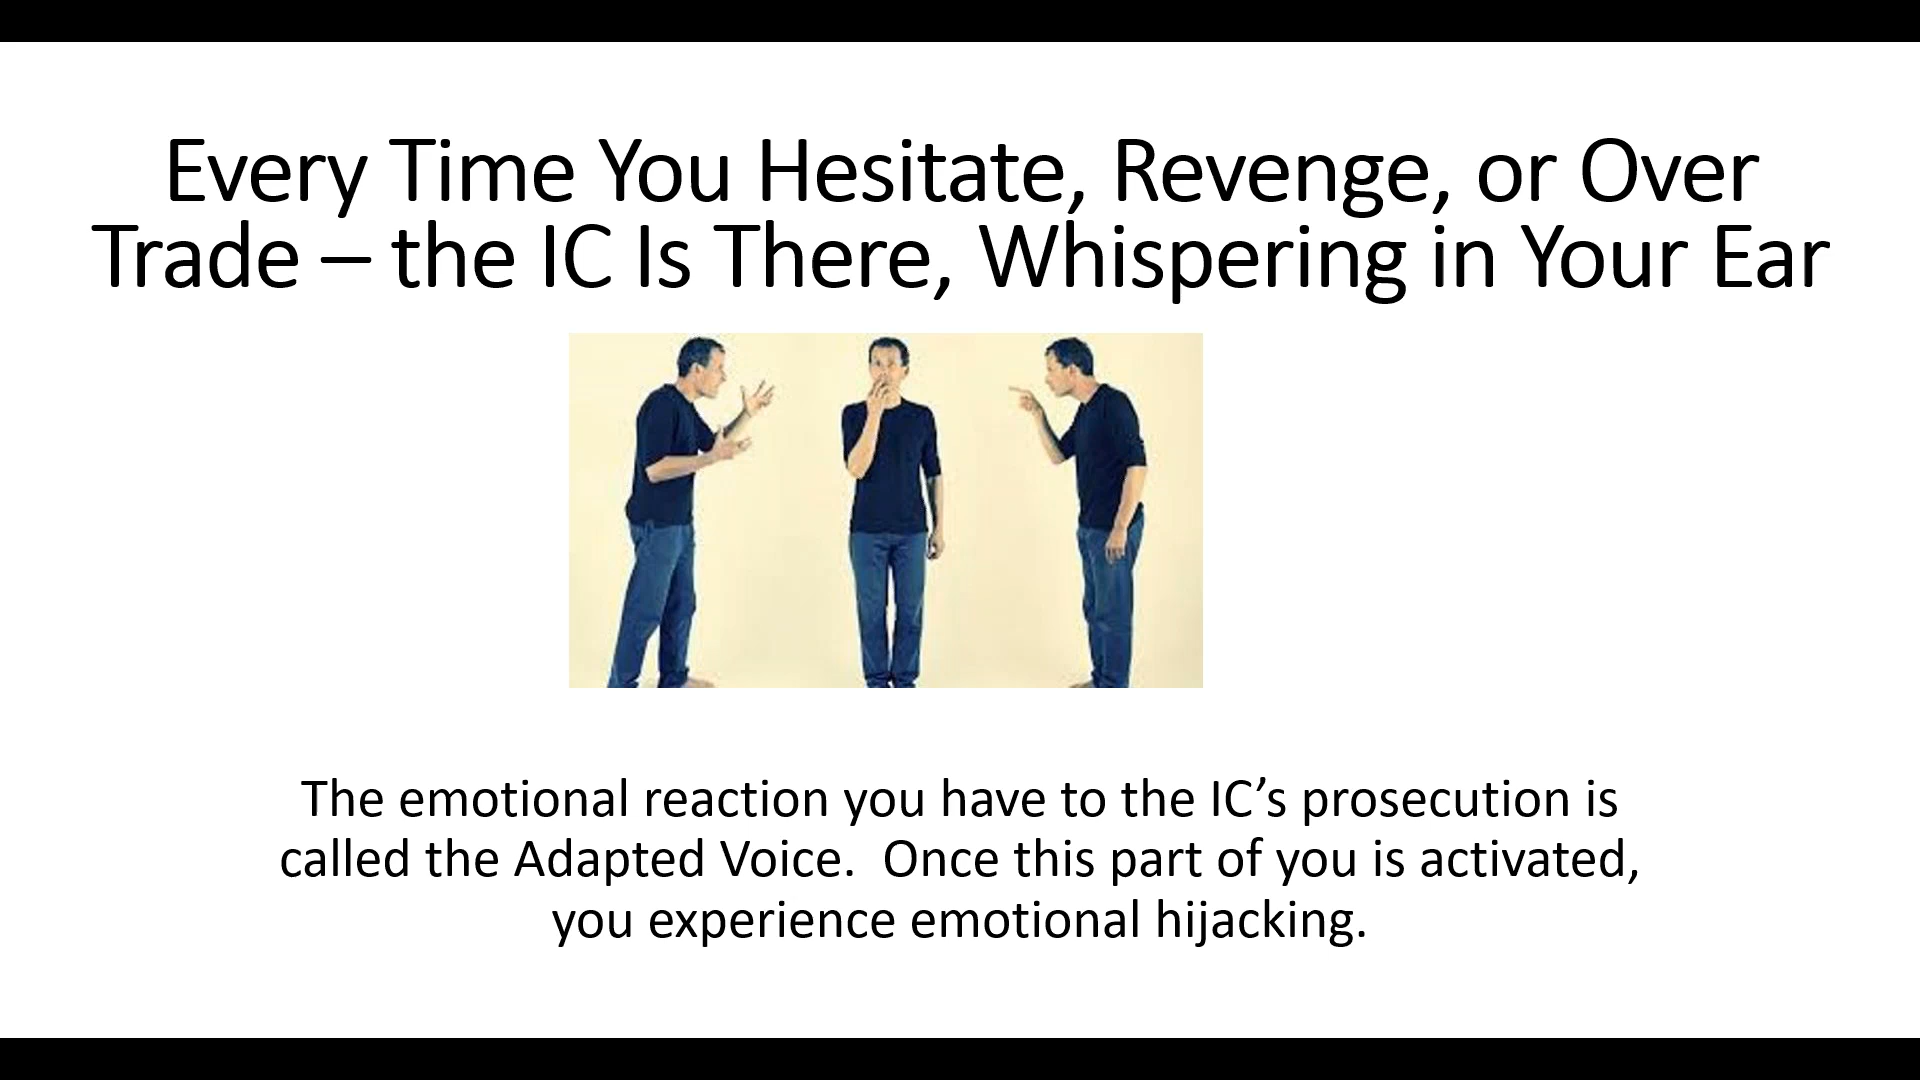 Every Time You Hesitate, Revenge, or Over
Trade – the IC Is There, Whispering in Your Ear
The emotional reaction you have to the IC’s prosecution is
called the Adapted Voice.  Once this part of you is activated,
you experience emotional hijacking.